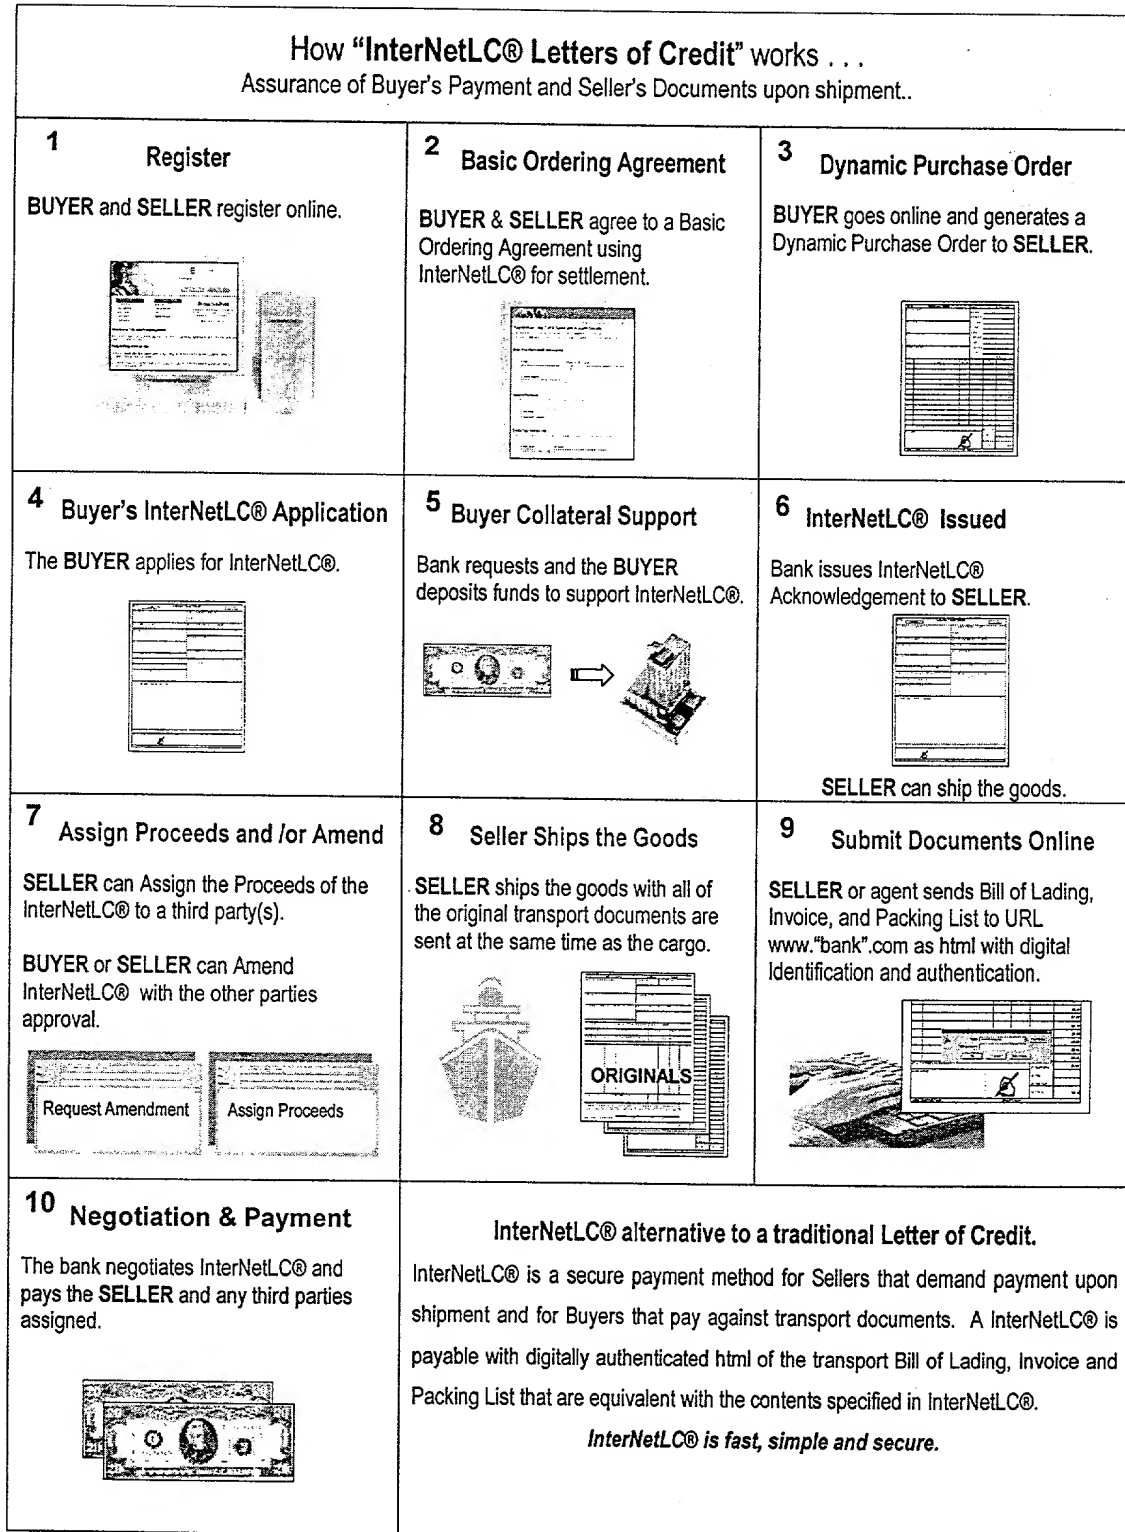 How “InterNetLC® Letters of Credit” works . . .
Assurance of Buyer's Payment and Seller's Documents upon shipment..
1
Register
BUYER and SELLER register online.
2
Basic Ordering Agreement
BUYER & SELLER agree to a Basic
Ordering Agreement using
InterNetLC® for settlement.
3
Dynamic Purchase Order
BUYER goes online and generates a
Dynamic Purchase Order to SELLER.
4
Buyer's InterNetLC® Application
The BUYER applies for InterNetLC®.
5
Buyer Collateral Support
Bank requests and the BUYER
deposits funds to support InterNetLC®.
6
InterNetLC® Issued
Bank issues InterNetLC®
Acknowledgement to SELLER.
SELLER can ship the goods.
7
Assign Proceeds and /or Amend
SELLER can Assign the Proceeds of the
InterNetLC® to a third party(s).
BUYER or SELLER can Amend
InterNetLC® with the other parties
approval.
Request Amendment
Assign Proceeds
8
Seller Ships the Goods
SELLER ships the goods with all of
the original transport documents are
sent at the same time as the cargo.
ORIGINALS
9
Submit Documents Online
SELLER or agent sends Bill of Lading,
Invoice, and Packing List to URL
www."bank".com as html with digital
Identification and authentication.
10
Negotiation & Payment
The bank negotiates InterNetLC® and
pays the SELLER and any third parties
assigned.
InterNetLC® alternative to a traditional Letter of Credit.
InterNetLC® is a secure payment method for Sellers that demand payment upon
shipment and for Buyers that pay against transport documents. A InterNetLC® is
payable with digitally authenticated html of the transport Bill of Lading, Invoice and
Packing List that are equivalent with the contents specified in InterNetLC®.
InterNetLC® is fast, simple and secure.